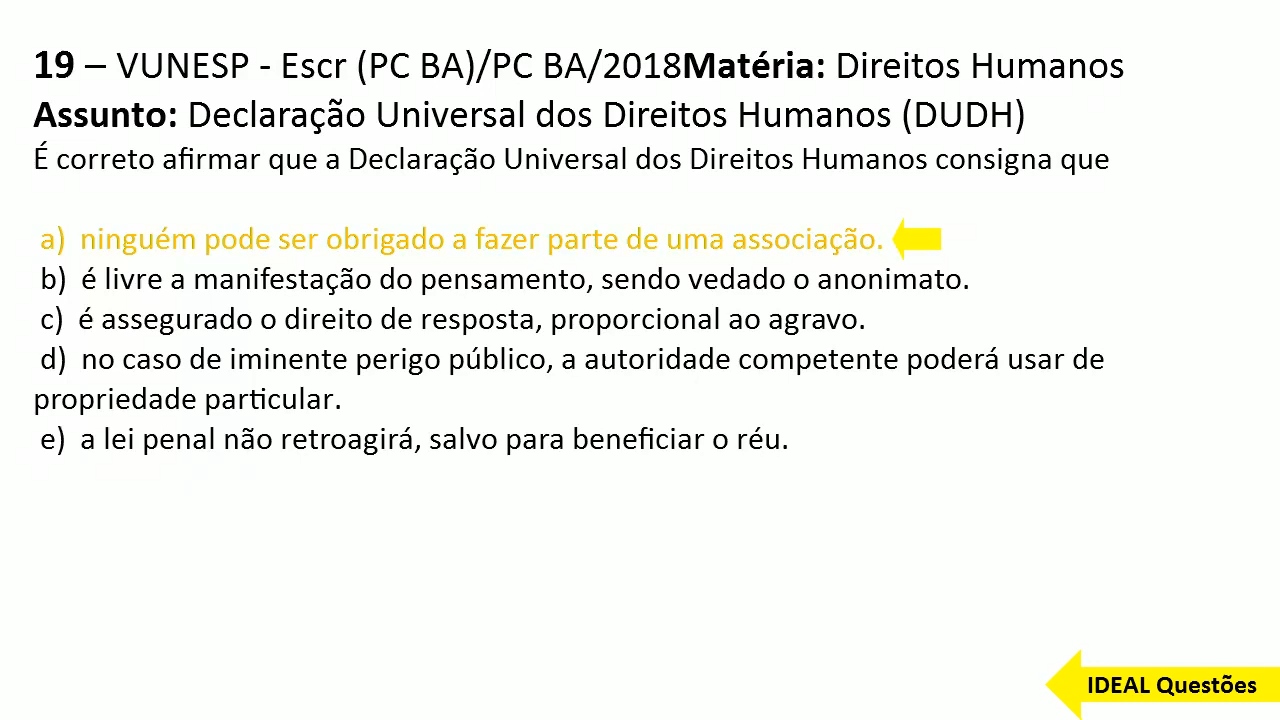 19 – VUNESP - Escr (PC BA)/PC BA/2018Matéria: Direitos Humanos
Assunto: Declaração Universal dos Direitos Humanos (DUDH)
É correto afirmar que a Declaração Universal dos Direitos Humanos consigna que
a) ninguém pode ser obrigado a fazer parte de uma associação.
b) é livre a manifestação do pensamento, sendo vedado o anonimato.
c) é assegurado o direito de resposta, proporcional ao agravo.
d) no caso de iminente perigo público, a autoridade competente poderá usar de
propriedade particular.
e) a lei penal não retroagirá, salvo para beneficiar o réu.
IDEAL Questões